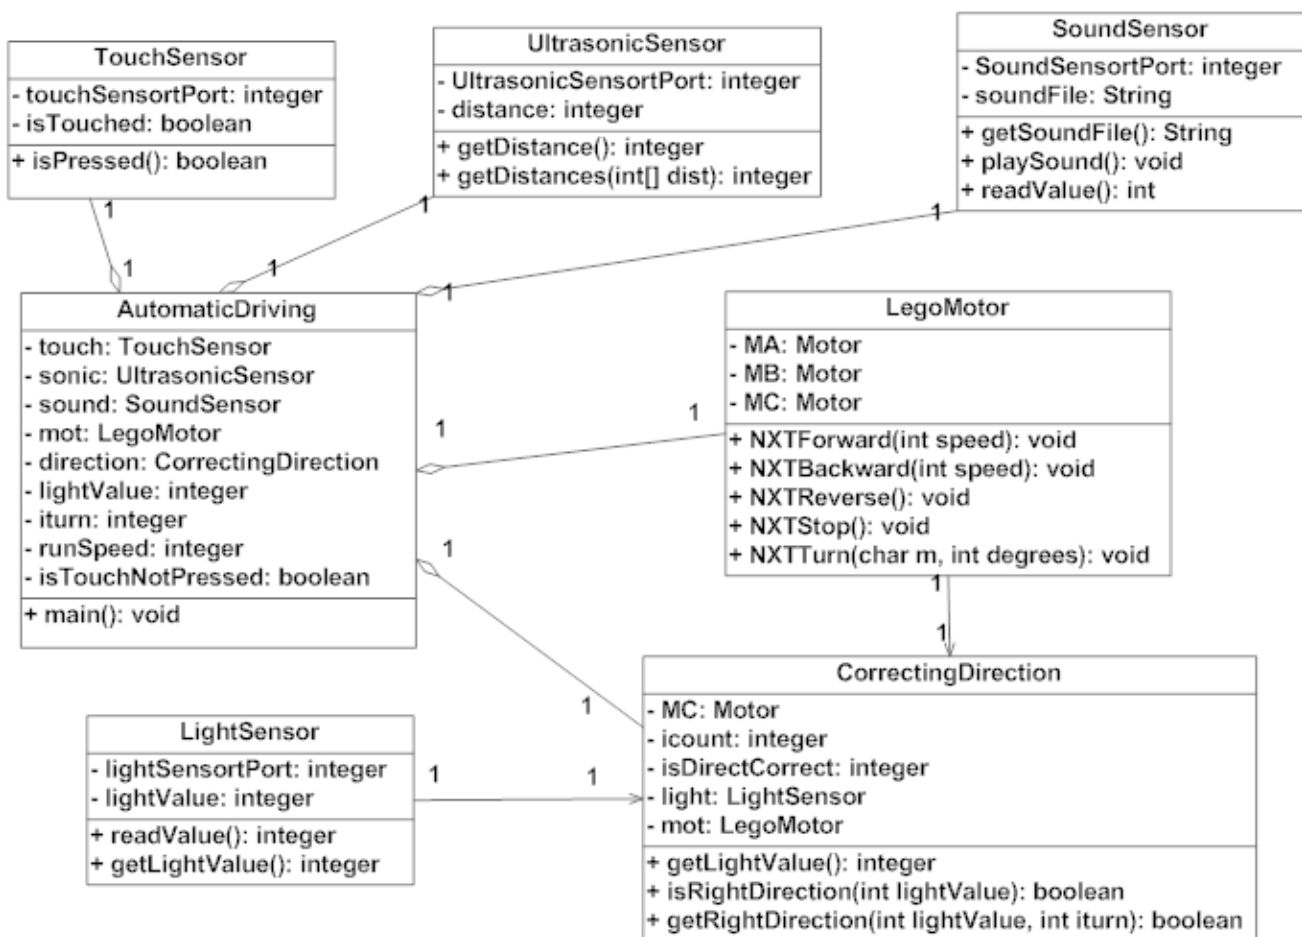 TouchSensor
- touchSensortPort: integer
- isTouched: boolean
+ isPressed(): boolean
UltrasonicSensor
- UltrasonicSensortPort: integer
- distance: integer
+ getDistance(): integer
+ getDistances(int[] dist): integer
SoundSensor
- SoundSensortPort: integer
- soundFile: String
+ getSoundFile(): String
+ playSound(): void
+ readValue(): int
1
1
1
1
1
1
AutomaticDriving
- touch: TouchSensor
- sonic: UltrasonicSensor
- sound: SoundSensor
- mot: LegoMotor
- direction: CorrectingDirection
- lightValue: integer
- iturn: integer
- runSpeed: integer
- isTouchNotPressed: boolean
+ main(): void
LegoMotor
- MA: Motor
- MB: Motor
- MC: Motor
+ NXTForward(int speed): void
+ NXTBackward(int speed): void
+ NXTReverse(): void
+ NXTStop(): void
+ NXTTurn(char m, int degrees): void
1
1
1
1
1
1
LightSensor
- lightSensortPort: integer
- lightValue: integer
+ readValue(): integer
+ getLightValue(): integer
1
1
CorrectingDirection
- MC: Motor
- icount: integer
- isDirectCorrect: integer
- light: LightSensor
- mot: LegoMotor
+ getLightValue(): integer
+ isRightDirection(int lightValue): boolean
+ getRightDirection(int lightValue, int iturn): boolean